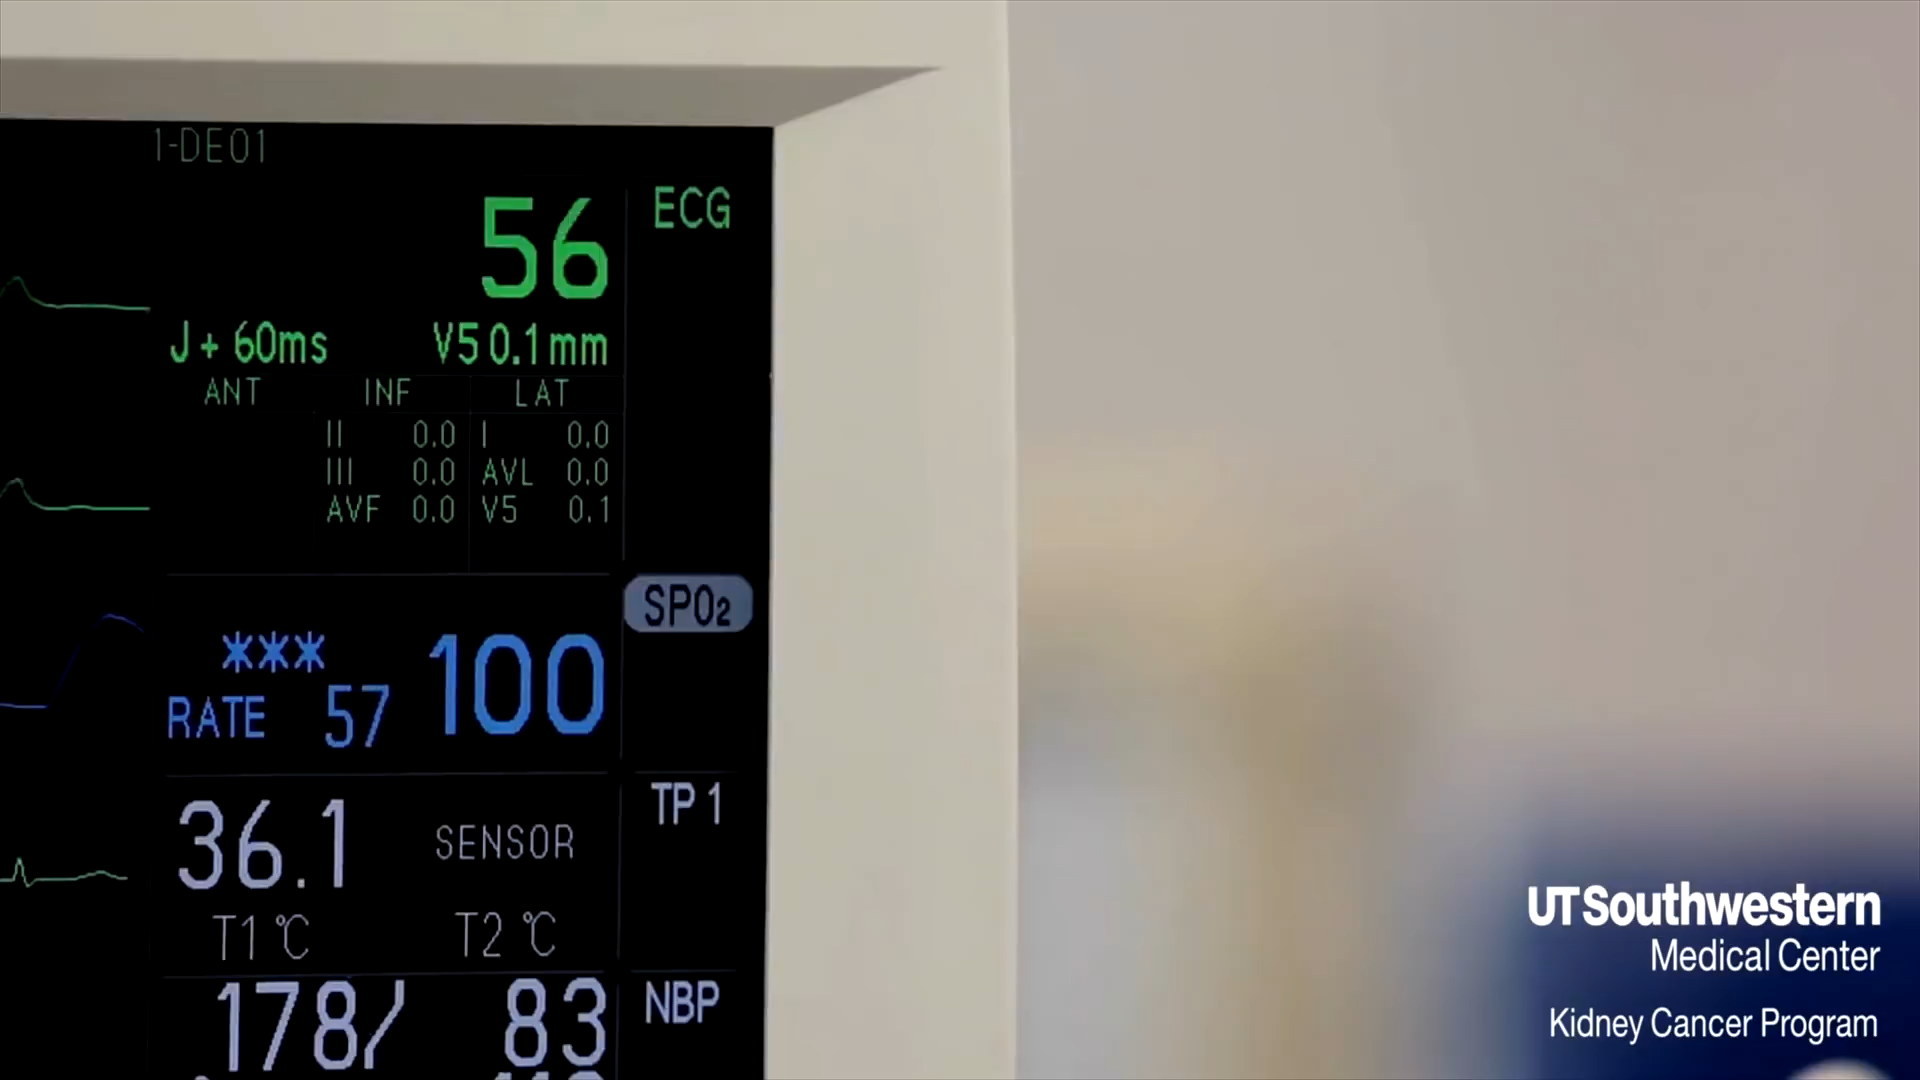 1-DE01
56 ECG
J + 60ms V5 0.1mm
ANT INF LAT
II 0.0 I 0.0
III 0.0 AVL 0.0
AVF 0.0 V5 0.1
SPO2
*** 100
RATE 57
36.1 SENSOR TP 1
T1 °C T2 °C
178/ 83 NBP
UTSouthwestern
Medical Center
Kidney Cancer Program